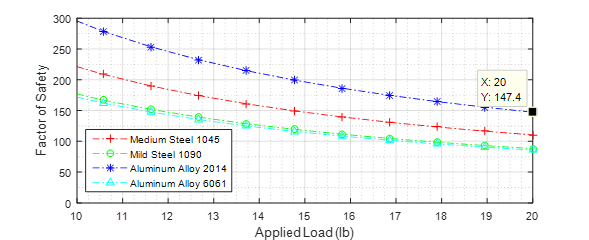 300
250
200
150
100
50
0
Factor of Safety
X: 20
Y: 147.4
Medium Steel 1045
Mild Steel 1090
Aluminum Alloy 2014
Aluminum Alloy 6061
10 11 12 13 14 15 16 17 18 19 20
Applied Load (lb)